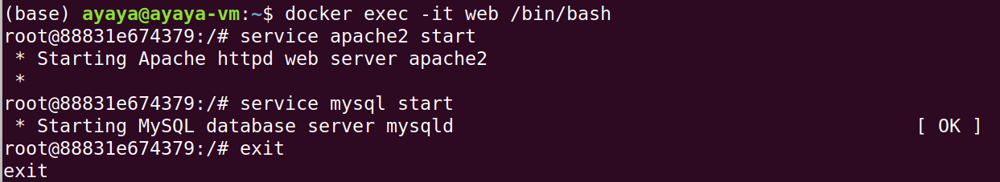 (base) ayaya@ayaya-vm:~$ docker exec -it web /bin/bash
root@88831e674379:/# service apache2 start
 * Starting Apache httpd web server apache2
 *
root@88831e674379:/# service mysql start
 * Starting MySQL database server mysqld                                         [ OK ]
root@88831e674379:/# exit
exit